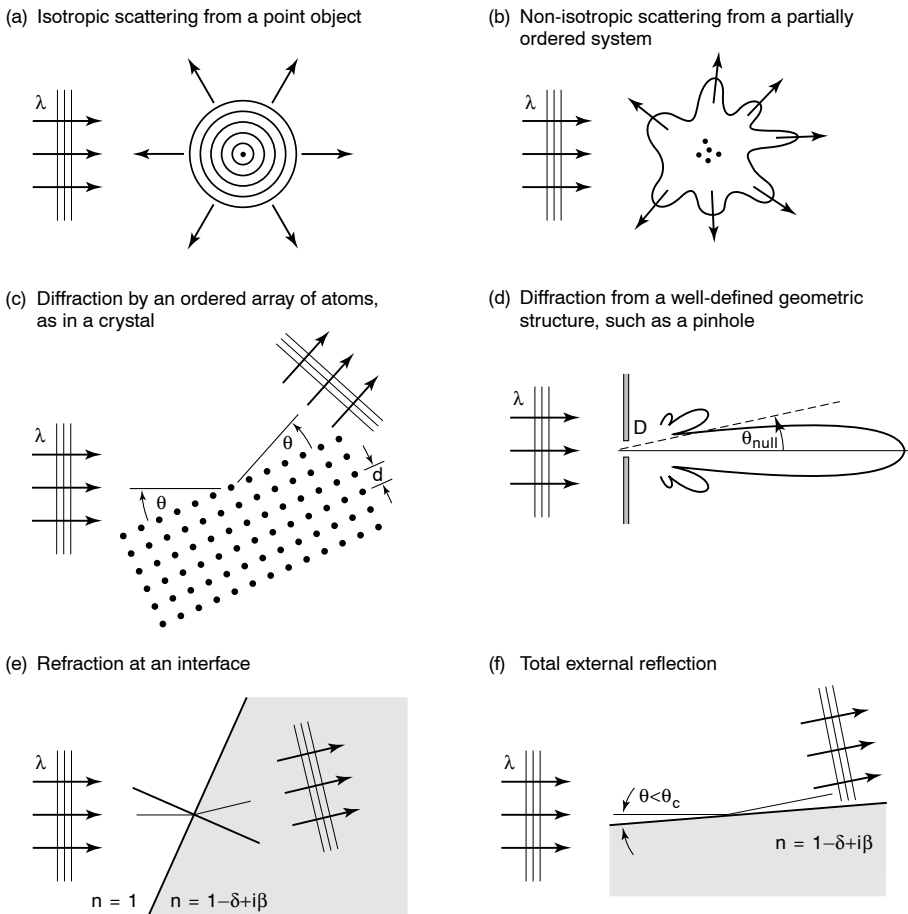 (a) Isotropic scattering from a point object
λ
(b) Non-isotropic scattering from a partially
ordered system
λ
(c) Diffraction by an ordered array of atoms,
as in a crystal
λ
θ
θ
d
(d) Diffraction from a well-defined geometric
structure, such as a pinhole
λ
D
θnull
(e) Refraction at an interface
λ
n = 1
n = 1–δ+iβ
(f) Total external reflection
λ
θ<θc
n = 1–δ+iβ